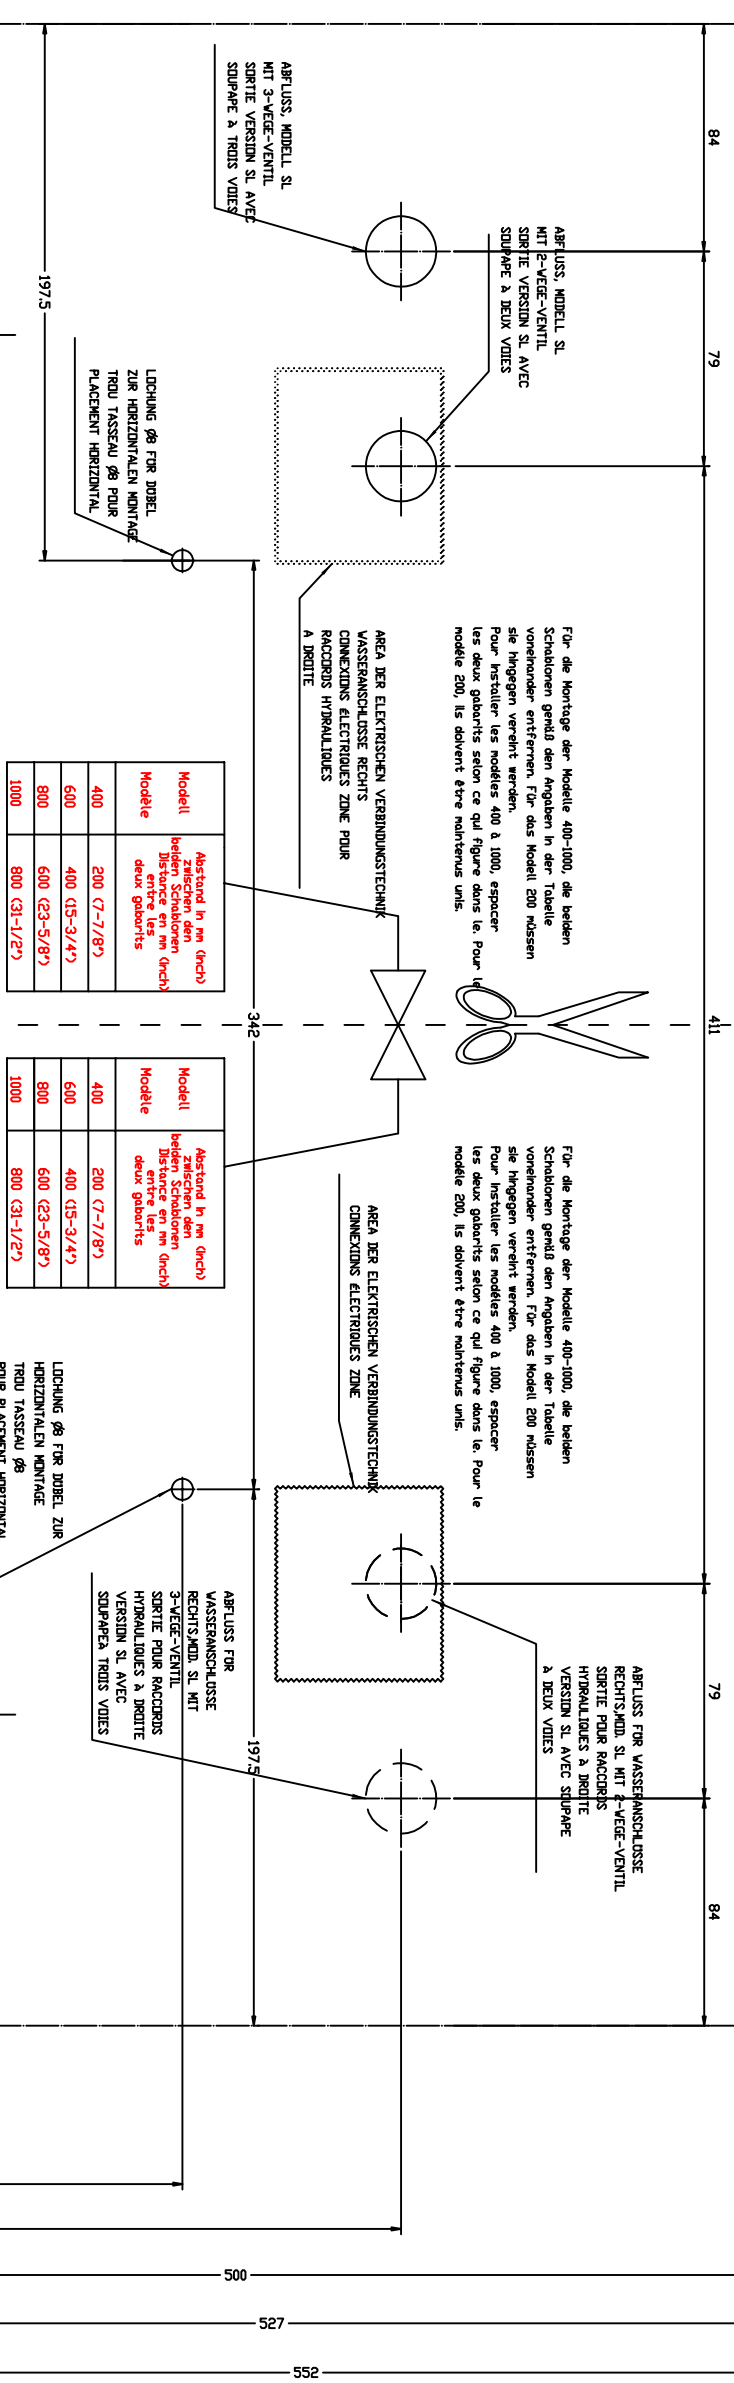 84
79
411
79
84
ABFLUSS, MODELL SL
MIT 3-WEGE-VENTIL
SORTIE VERSION SL AVEC
SOUPAPE à TROIS VOIES
ABFLUSS, MODELL SL
MIT 2-WEGE-VENTIL
SORTIE VERSION SL AVEC
SOUPAPE à DEUX VOIES
197.5
LOCHUNG Ø8 FÜR DÜBEL
ZUR HORIZONTALEN MONTAGE
TROU TASSEAU Ø8 POUR
PLACEMENT HORIZONTAL
Für die Montage der Modelle 400-1000, die beiden
Schablonen gemäß den Angaben in der Tabelle
voneinander entfernen. Für das Modell 200 müssen
sie hingegen vereint werden.
Pour installer les modèles 400 à 1000, espacer
les deux gabarits selon ce qui figure dans le. Pour le
modèle 200, ils doivent être maintenus unis.
AREA DER ELEKTRISCHEN VERBINDUNGSTECHNIK
WASSERANSCHLÜSSE RECHTS
CONNEXIONS ÉLECTRIQUES ZONE POUR
RACCORDS HYDRAULIQUES
A DROITE
Modell
Modèle
Abstand in mm (inch)
zwischen den
beiden Schablonen
Distance en mm (inch)
entre les
deux gabarits
400 200 (7-7/8")
600 400 (15-3/4")
800 600 (23-5/8")
1000 800 (31-1/2")
342
Für die Montage der Modelle 400-1000, die beiden
Schablonen gemäß den Angaben in der Tabelle
voneinander entfernen. Für das Modell 200 müssen
sie hingegen vereint werden.
Pour installer les modèles 400 à 1000, espacer
les deux gabarits selon ce qui figure dans le. Pour le
modèle 200, ils doivent être maintenus unis.
Modell
Modèle
Abstand in mm (inch)
zwischen den
beiden Schablonen
Distance en mm (inch)
entre les
deux gabarits
400 200 (7-7/8")
600 400 (15-3/4")
800 600 (23-5/8")
1000 800 (31-1/2")
AREA DER ELEKTRISCHEN VERBINDUNGSTECHNIK
CONNEXIONS ÉLECTRIQUES ZONE
LOCHUNG Ø8 FÜR DÜBEL ZUR
HORIZONTALEN MONTAGE
TROU TASSEAU Ø8
POUR PLACEMENT HORIZONTAL
ABFLUSS FÜR
WASSERANSCHLÜSSE
RECHTS,MOD. SL MIT
3-WEGE-VENTIL
SORTIE POUR RACCORDS
HYDRAULIQUES à DROITE
VERSION SL AVEC
SOUPAPEà TROIS VOIES
197.5
ABFLUSS FÜR WASSERANSCHLÜSSE
RECHTS,MOD. SL MIT 2-WEGE-VENTIL
SORTIE POUR RACCORDS
HYDRAULIQUES à DROITE
VERSION SL AVEC SOUPAPE
à DEUX VOIES
500
527
552